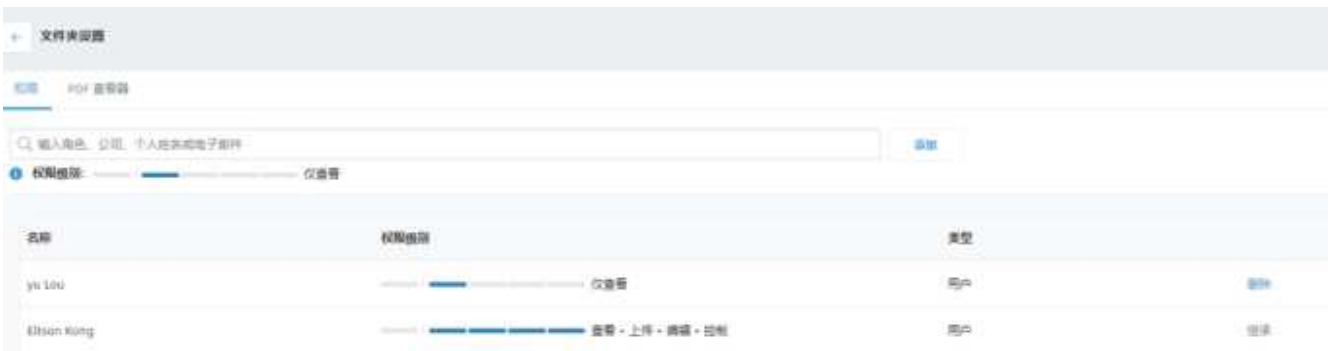 ← 文件夹设置
权限 PDF 查看器
输入角色、公司、个人姓名或电子邮件 添加
权限级别: 仅查看
名称 权限级别 类型
yu Lou 仅查看 用户 删除
Elison Kong 查看 + 上传 + 编辑 + 控制 用户